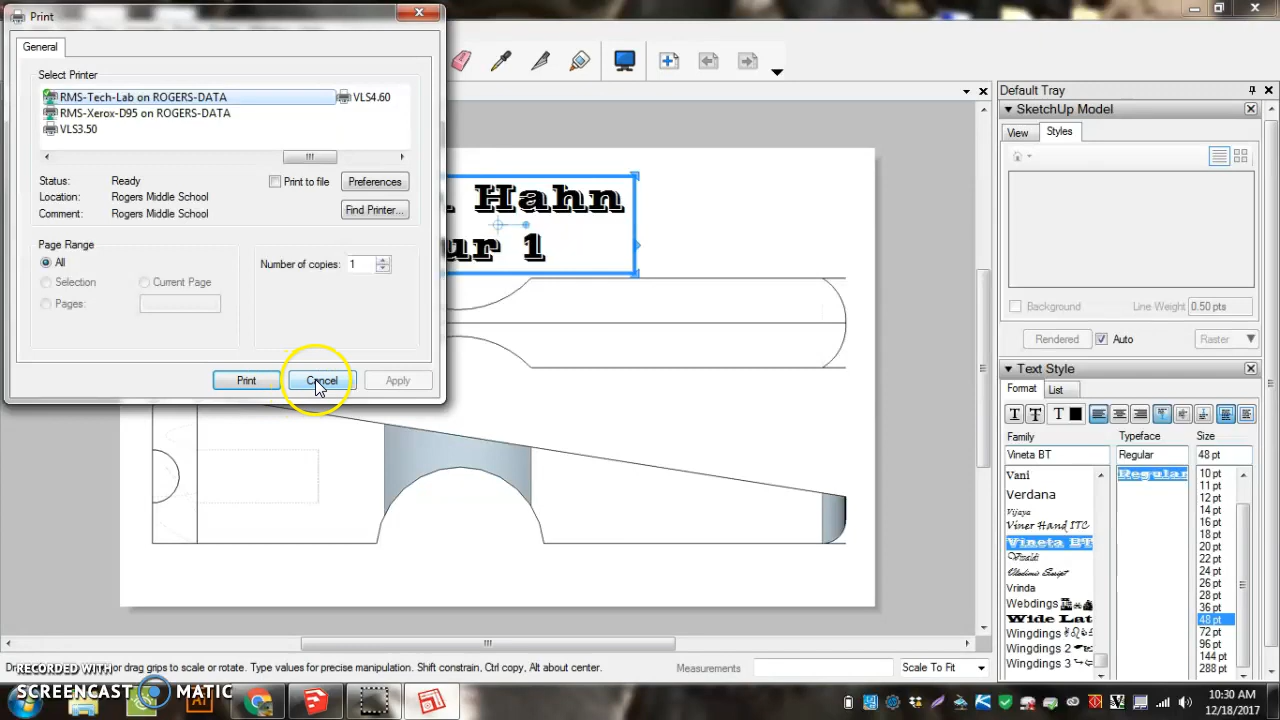 Print
General
Select Printer
RMS-Tech-Lab on ROGERS-DATA
VLS4.60
RMS-Xerox-D95 on ROGERS-DATA
VLS3.50
Status: Ready
Print to file
Preferences
Location: Rogers Middle School
Comment: Rogers Middle School
Find Printer...
Page Range
All
Number of copies: 1
Selection
Current Page
Pages:
Print
Cancel
Apply
Hahn
ur 1
Default Tray
SketchUp Model
View
Styles
Background
Line Weight
0.50 pts
Rendered
Auto
Raster
Text Style
Format
List
Family
Typeface
Size
Vineta BT
Regular
48 pt
Vani
Verdana
Vijaya
Viner Hand ITC
Vineta BT
Vivaldi
Vladimir Script
Vrinda
Webdings
Wide Lat
Wingdings
Wingdings 2
Wingdings 3
Regular
10 pt
12 pt
14 pt
16 pt
18 pt
20 pt
22 pt
24 pt
26 pt
28 pt
36 pt
48 pt
72 pt
96 pt
144 pt
288 pt
or drag grips to scale or rotate. Type values for precise manipulation. Shift constrain, Ctrl copy, Alt about center.
Measurements
Scale To Fit
RECORDED WITH
SCREENCAST MATIC
10:30 AM
12/18/2017